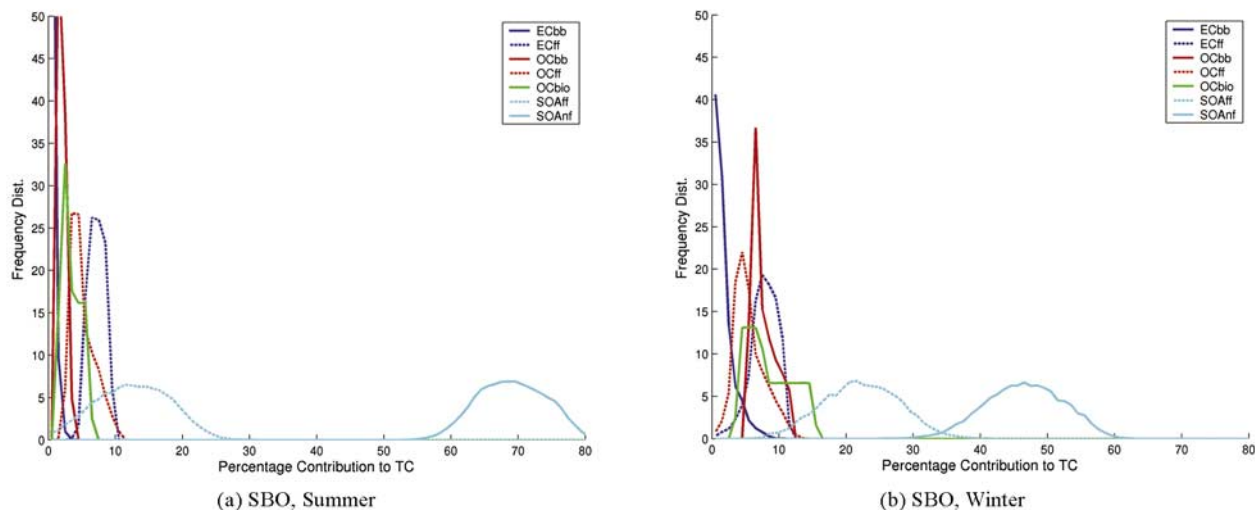 50
45
40
35
30
25
20
15
10
5
0
Frequency Dist.
ECbb
ECff
OCbb
OCff
OCbio
SOAff
SOAnf
0 10 20 30 40 50 60 70 80
Percentage Contribution to TC
(a) SBO, Summer
50
45
40
35
30
25
20
15
10
5
0
Frequency Dist.
ECbb
ECff
OCbb
OCff
OCbio
SOAff
SOAnf
0 10 20 30 40 50 60 70 80
Percentage Contribution to TC
(b) SBO, Winter